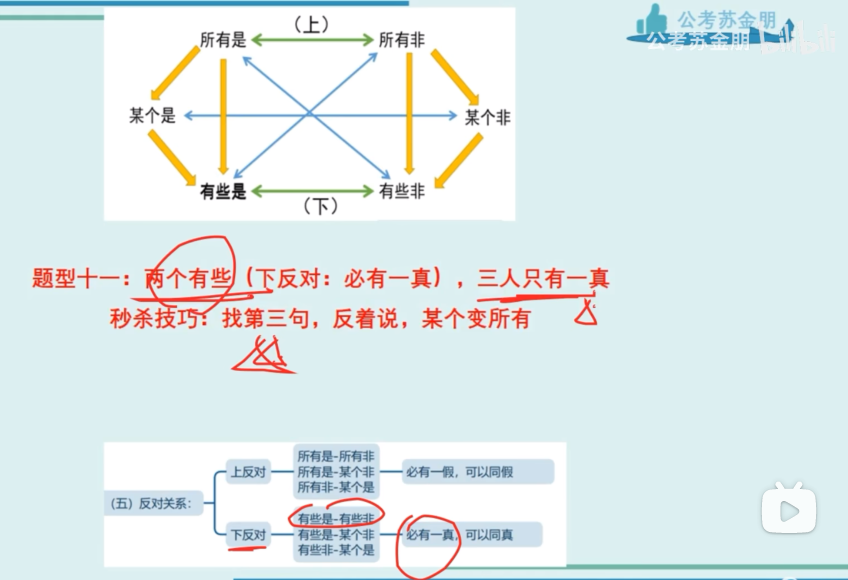 公考苏金朋
公考苏金朋
（上）
所有是
所有非
某个是
某个非
有些是
有些非
（下）
题型十一：两个有些（下反对：必有一真），三人只有一真
秒杀技巧：找第三句，反着说，某个变所有
（五）反对关系：
上反对
所有是-所有非
所有是-某个非
所有非-某个是
必有一假，可以同假
下反对
有些是-有些非
有些是-某个非
有些非-某个是
必有一真，可以同真